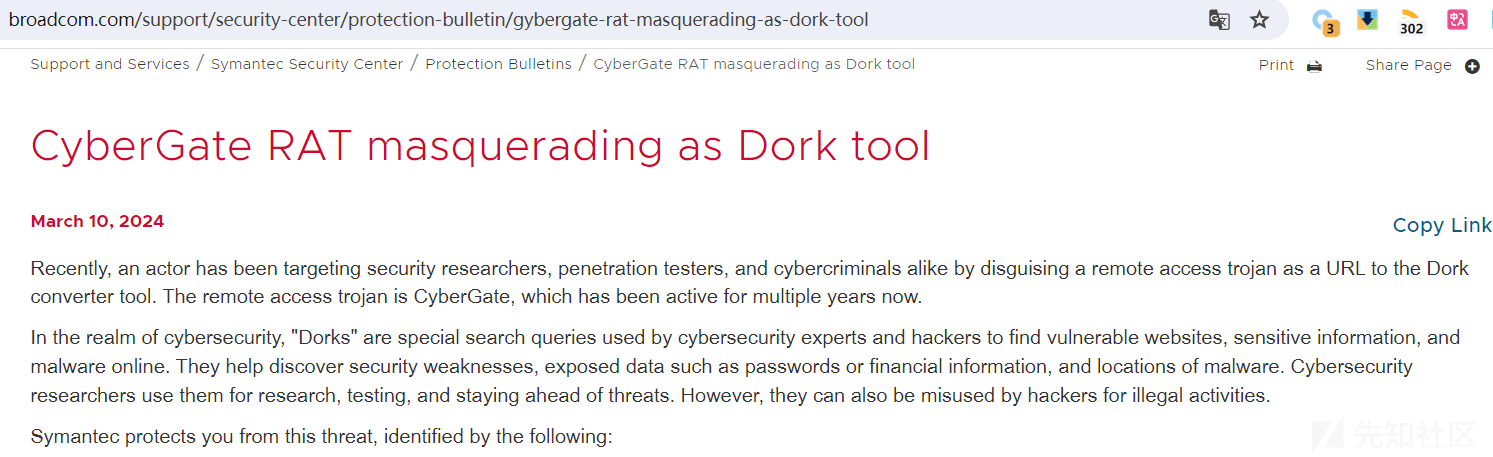 broadcom.com/support/security-center/protection-bulletin/gybergate-rat-masquerading-as-dork-tool
3
302
Support and Services / Symantec Security Center / Protection Bulletins / CyberGate RAT masquerading as Dork tool
Print
Share Page
CyberGate RAT masquerading as Dork tool
March 10, 2024
Copy Link
Recently, an actor has been targeting security researchers, penetration testers, and cybercriminals alike by disguising a remote access trojan as a URL to the Dork
converter tool. The remote access trojan is CyberGate, which has been active for multiple years now.
In the realm of cybersecurity, "Dorks" are special search queries used by cybersecurity experts and hackers to find vulnerable websites, sensitive information, and
malware online. They help discover security weaknesses, exposed data such as passwords or financial information, and locations of malware. Cybersecurity
researchers use them for research, testing, and staying ahead of threats. However, they can also be misused by hackers for illegal activities.
Symantec protects you from this threat, identified by the following:
先知社区